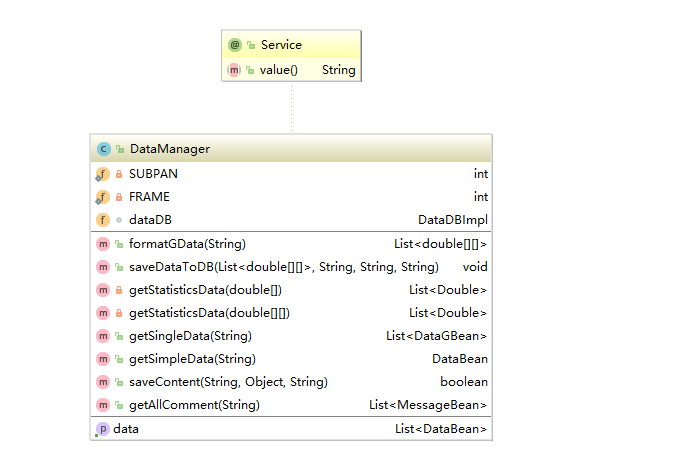 @ Service
m value() String
C DataManager
f SUBPAN int
f FRAME int
f dataDB DataDBImpl
m formatGData(String) List<double[][]>
m saveDataToDB(List<double[][]>, String, String, String) void
m getStatisticsData(double[]) List<Double>
m getStatisticsData(double[][]) List<Double>
m getSingleData(String) List<DataGBean>
m getSimpleData(String) DataBean
m saveContent(String, Object, String) boolean
m getAllComment(String) List<MessageBean>
p data List<DataBean>